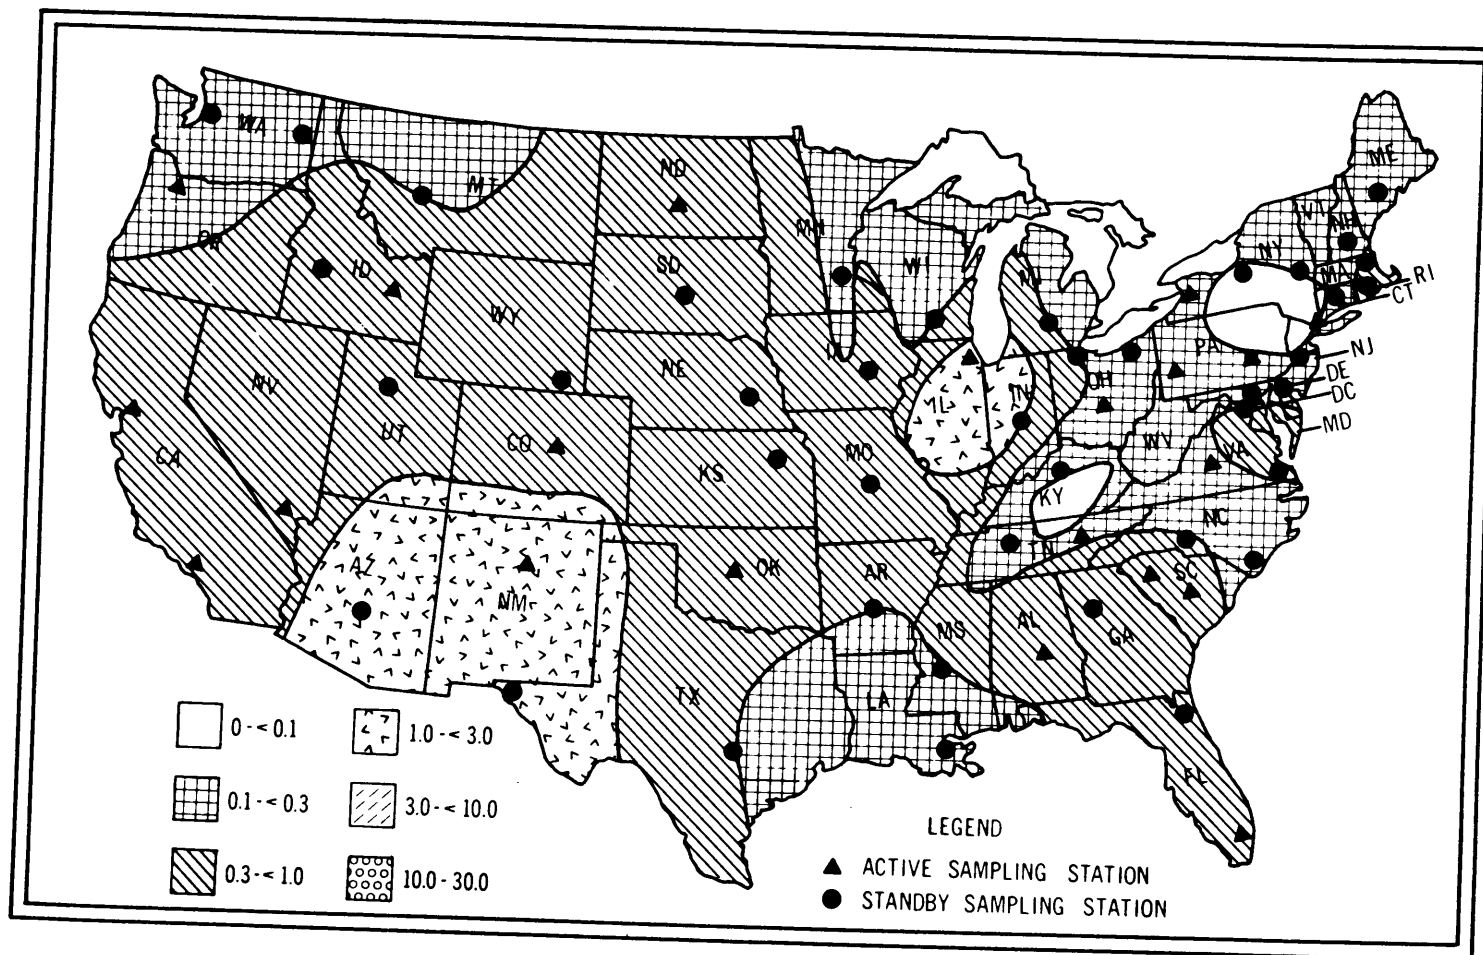 WA
MT
ND
MN
ME
VT
NH
NY
MA
RI
CT
OR
ID
SD
WI
MI
WY
IA
NE
PA
NJ
NV
UT
CO
IL
IN
OH
DE
DC
MD
CA
KS
MO
WV
VA
KY
NC
AZ
NM
OK
AR
TN
SC
MS
AL
GA
TX
LA
FL
0 - < 0.1
1.0 - < 3.0
0.1 - < 0.3
3.0 - < 10.0
0.3 - < 1.0
10.0 - 30.0
LEGEND
▲ ACTIVE SAMPLING STATION
● STANDBY SAMPLING STATION